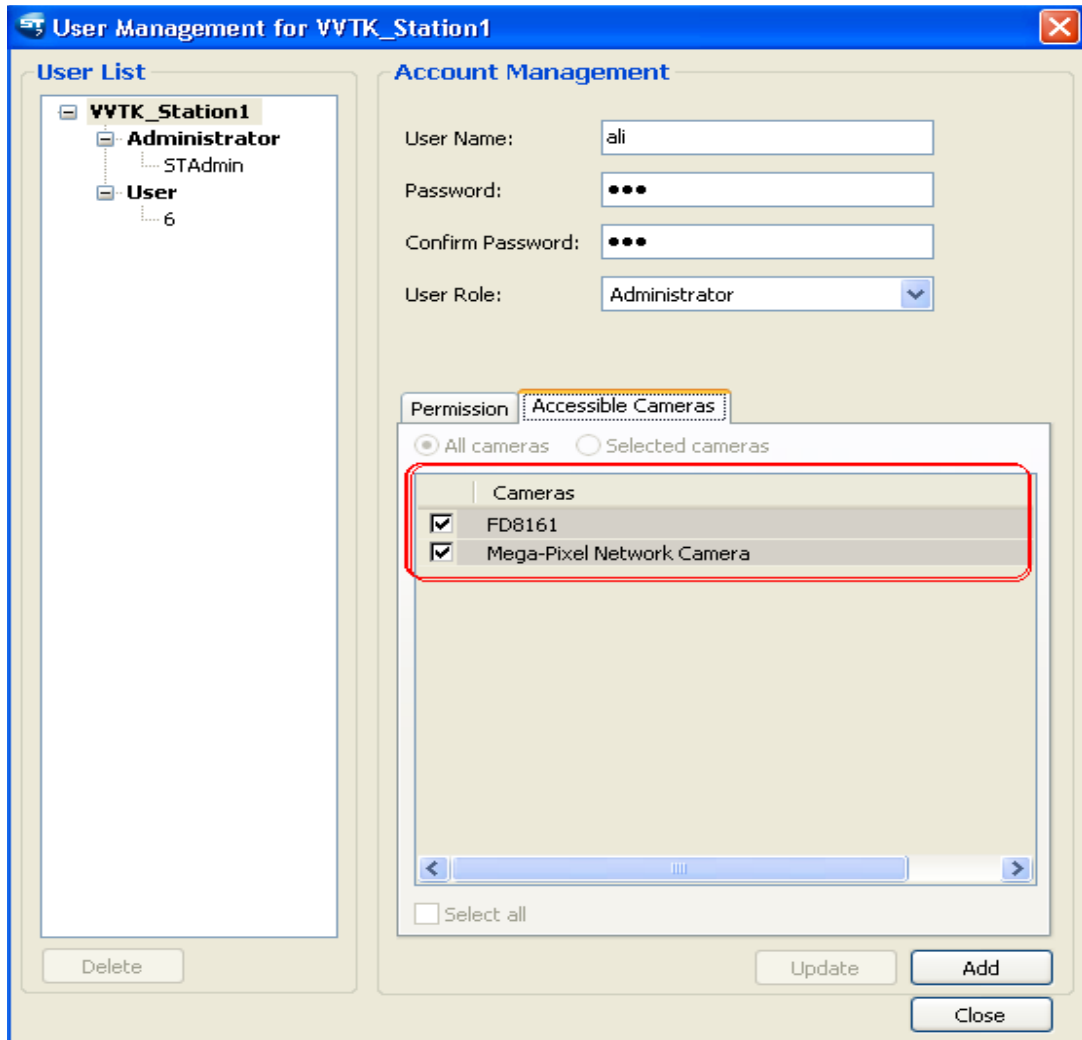 User Management for VVTK_Station1
User List
VVTK_Station1
Administrator
STAdmin
User
6
Delete
Account Management
User Name: ali
Password: •••
Confirm Password: •••
User Role: Administrator
Permission Accessible Cameras
All cameras Selected cameras
Cameras
FD8161
Mega-Pixel Network Camera
Select all
Update Add
Close